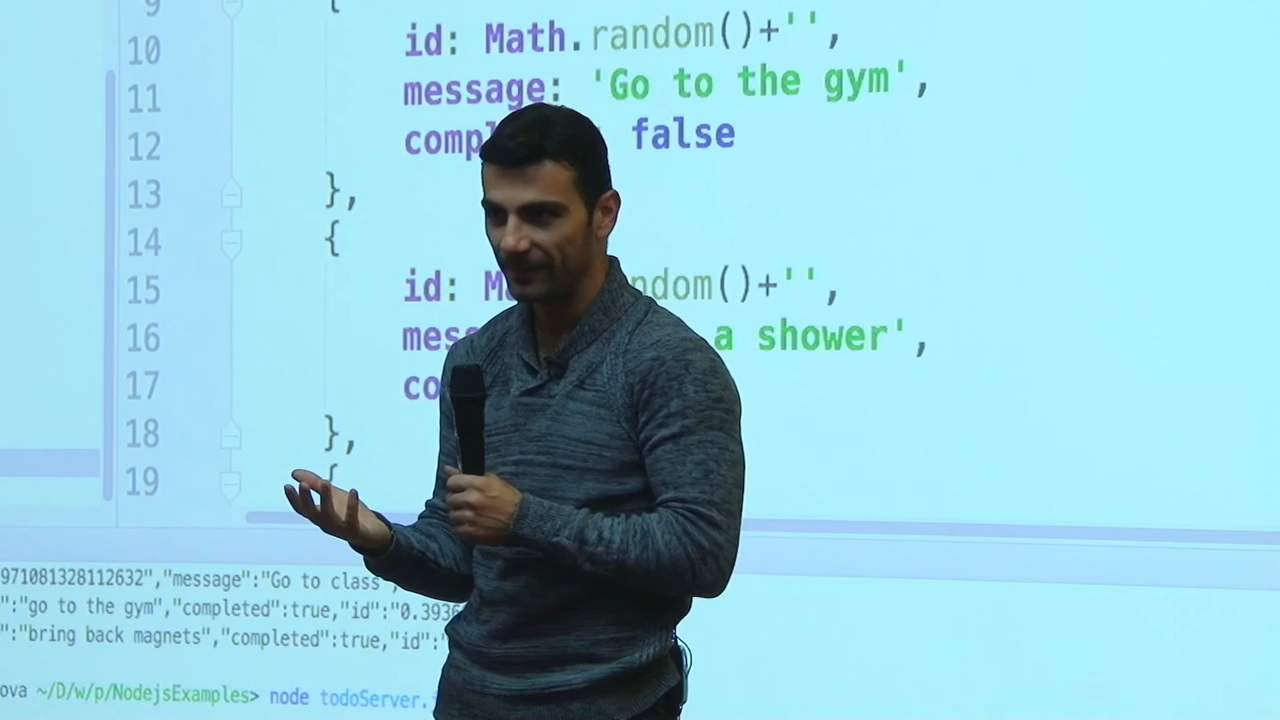 9 {
10 id: Math.random()+'',
11 message: 'Go to the gym',
12 comp false
13 },
14 {
15 id: M ndom()+'',
16 mess a shower',
17 co
18 },
19 {
971081328112632","message":"Go to class",
":"go to the gym","completed":true,"id":"0.3936
":"bring back magnets","completed":true,"id":"
ova ~/D/w/p/NodejsExamples> node todoServer.